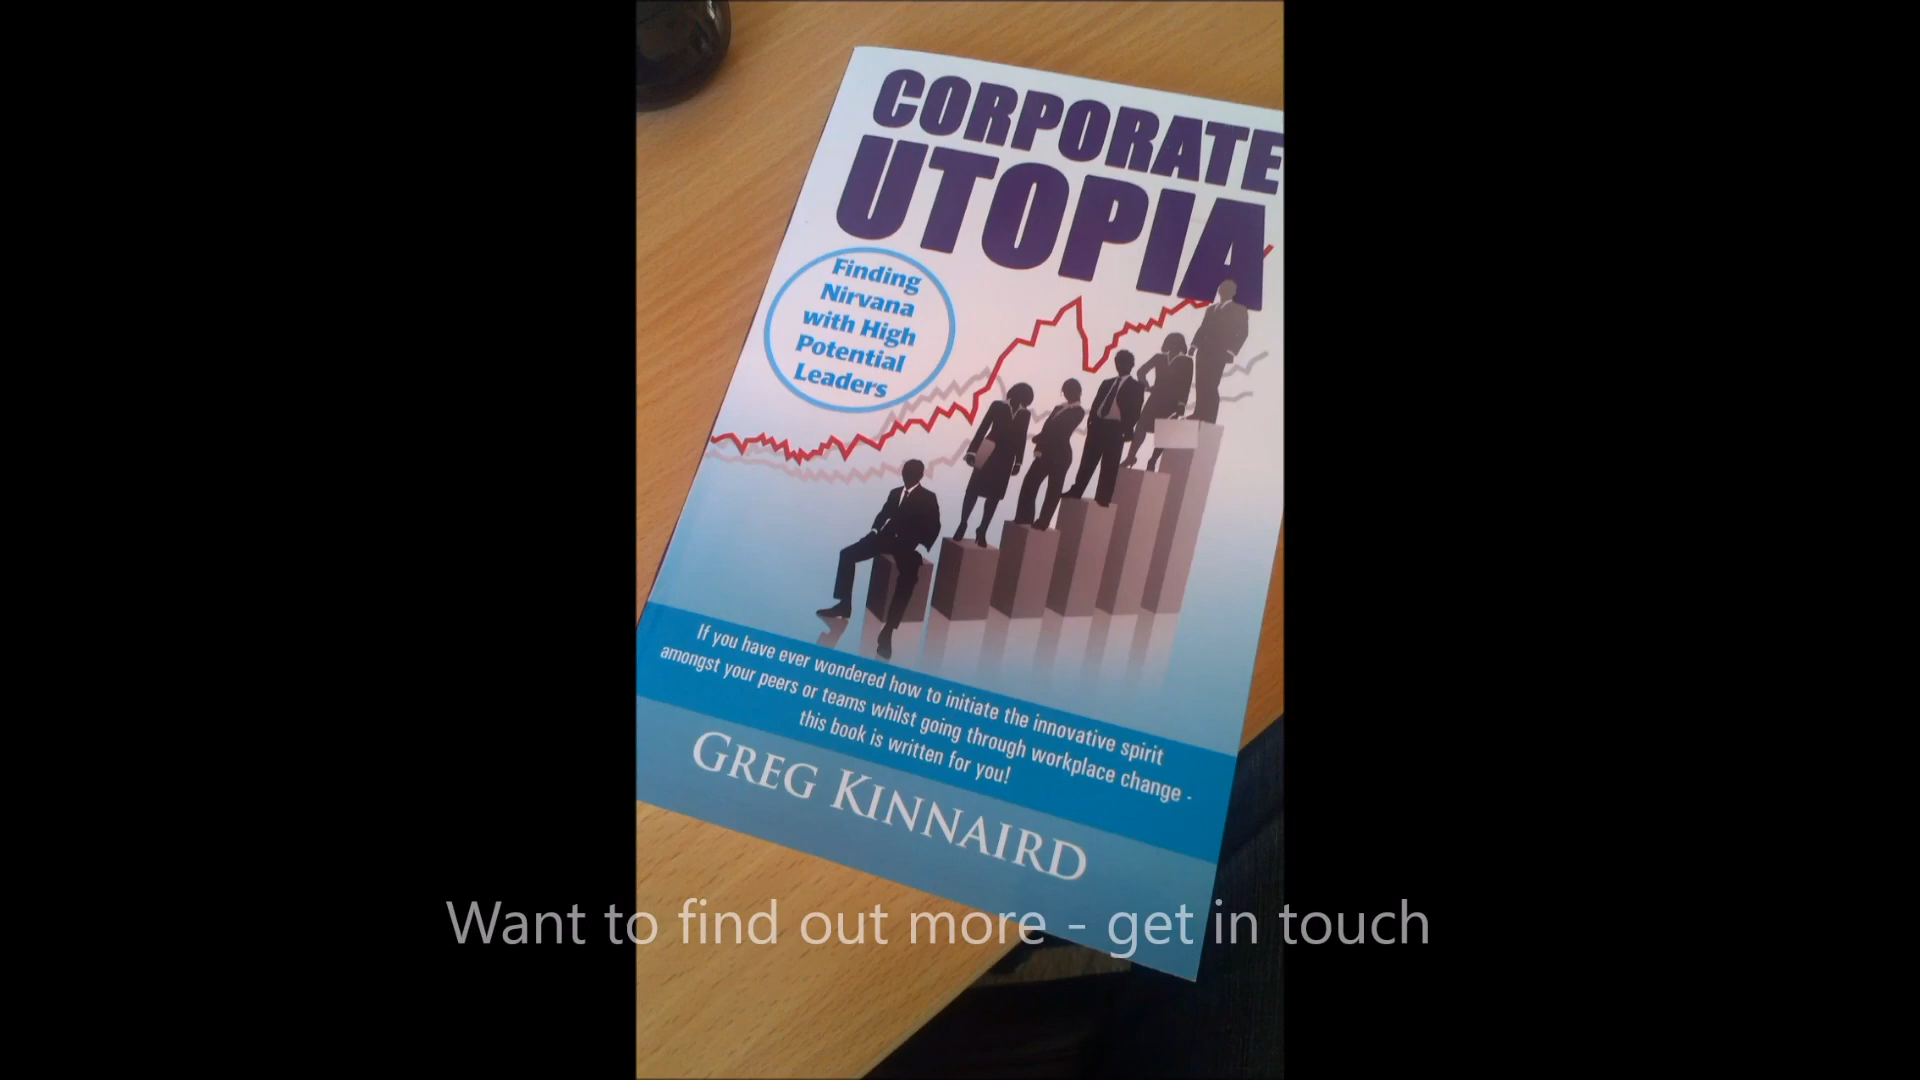 CORPORATE
UTOPIA
Finding
Nirvana
with High
Potential
Leaders
If you have ever wondered how to initiate the innovative spirit
amongst your peers or teams whilst going through workplace change -
this book is written for you!
GREG KINNAIRD
Want to find out more - get in touch